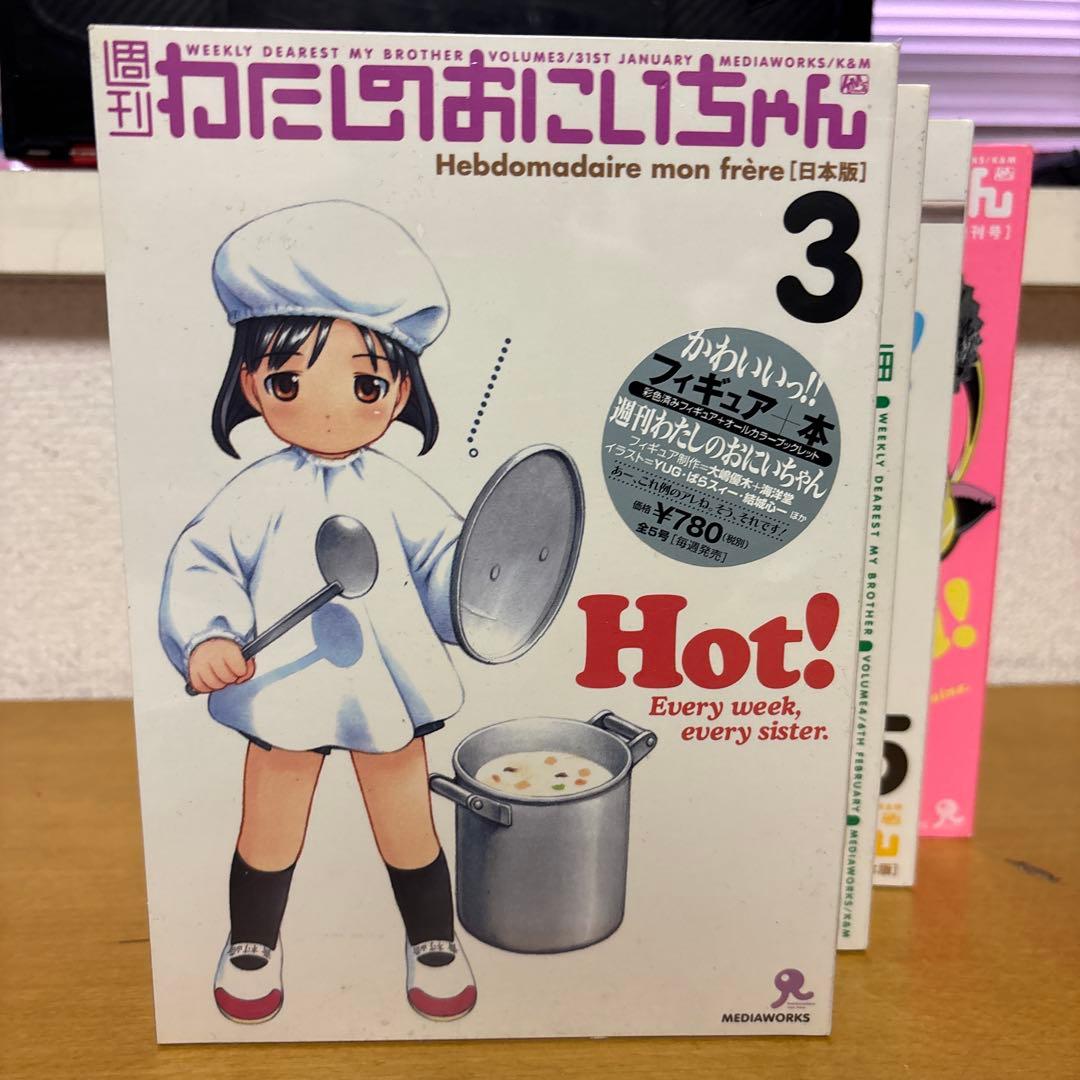 WEEKLY DEAREST MY BROTHER VOLUME3/31ST JANUARY MEDIAWORKS/K&M
週刊わたしのおにいちゃん
Hebdomadaire mon frère [日本版]
3
かわいいっ!!
フィギュア+本
彩色済みフィギュア+オールカラーブックレット
週刊わたしのおにいちゃん
フィギュア制作=大嶋優木+海洋堂
イラスト=YUG・ばらスィー・結城心一 ほか
あー、これ例のアレね。そう、それです!
価格 ¥780(税別)
全5号[毎週発売]
Hot!
Every week,
every sister.
MEDIAWORKS
WEEKLY DEAREST MY BROTHER VOLUME4/6TH FEBRUARY MEDIAWORKS/K&M
5
K&M
ん
刊号]